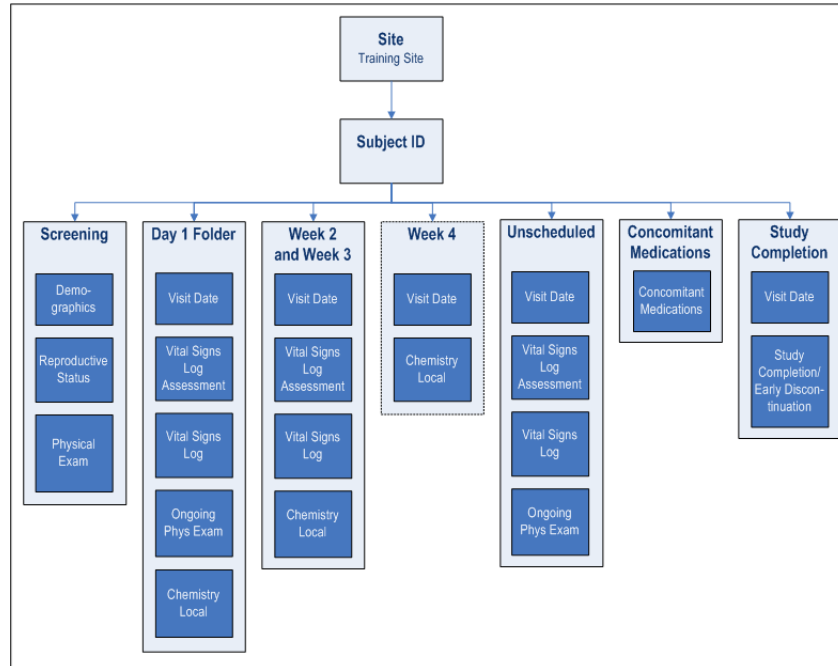 Site
Training Site
Subject ID
Screening
Demo-
graphics
Reproductive
Status
Physical
Exam
Day 1 Folder
Visit Date
Vital Signs
Log
Assessment
Vital Signs
Log
Ongoing
Phys Exam
Chemistry
Local
Week 2
and Week 3
Visit Date
Vital Signs
Log
Assessment
Vital Signs
Log
Chemistry
Local
Week 4
Visit Date
Chemistry
Local
Unscheduled
Visit Date
Vital Signs
Log
Assessment
Vital Signs
Log
Ongoing
Phys Exam
Concomitant
Medications
Concomitant
Medications
Study
Completion
Visit Date
Study
Completion/
Early Discon-
tinuation